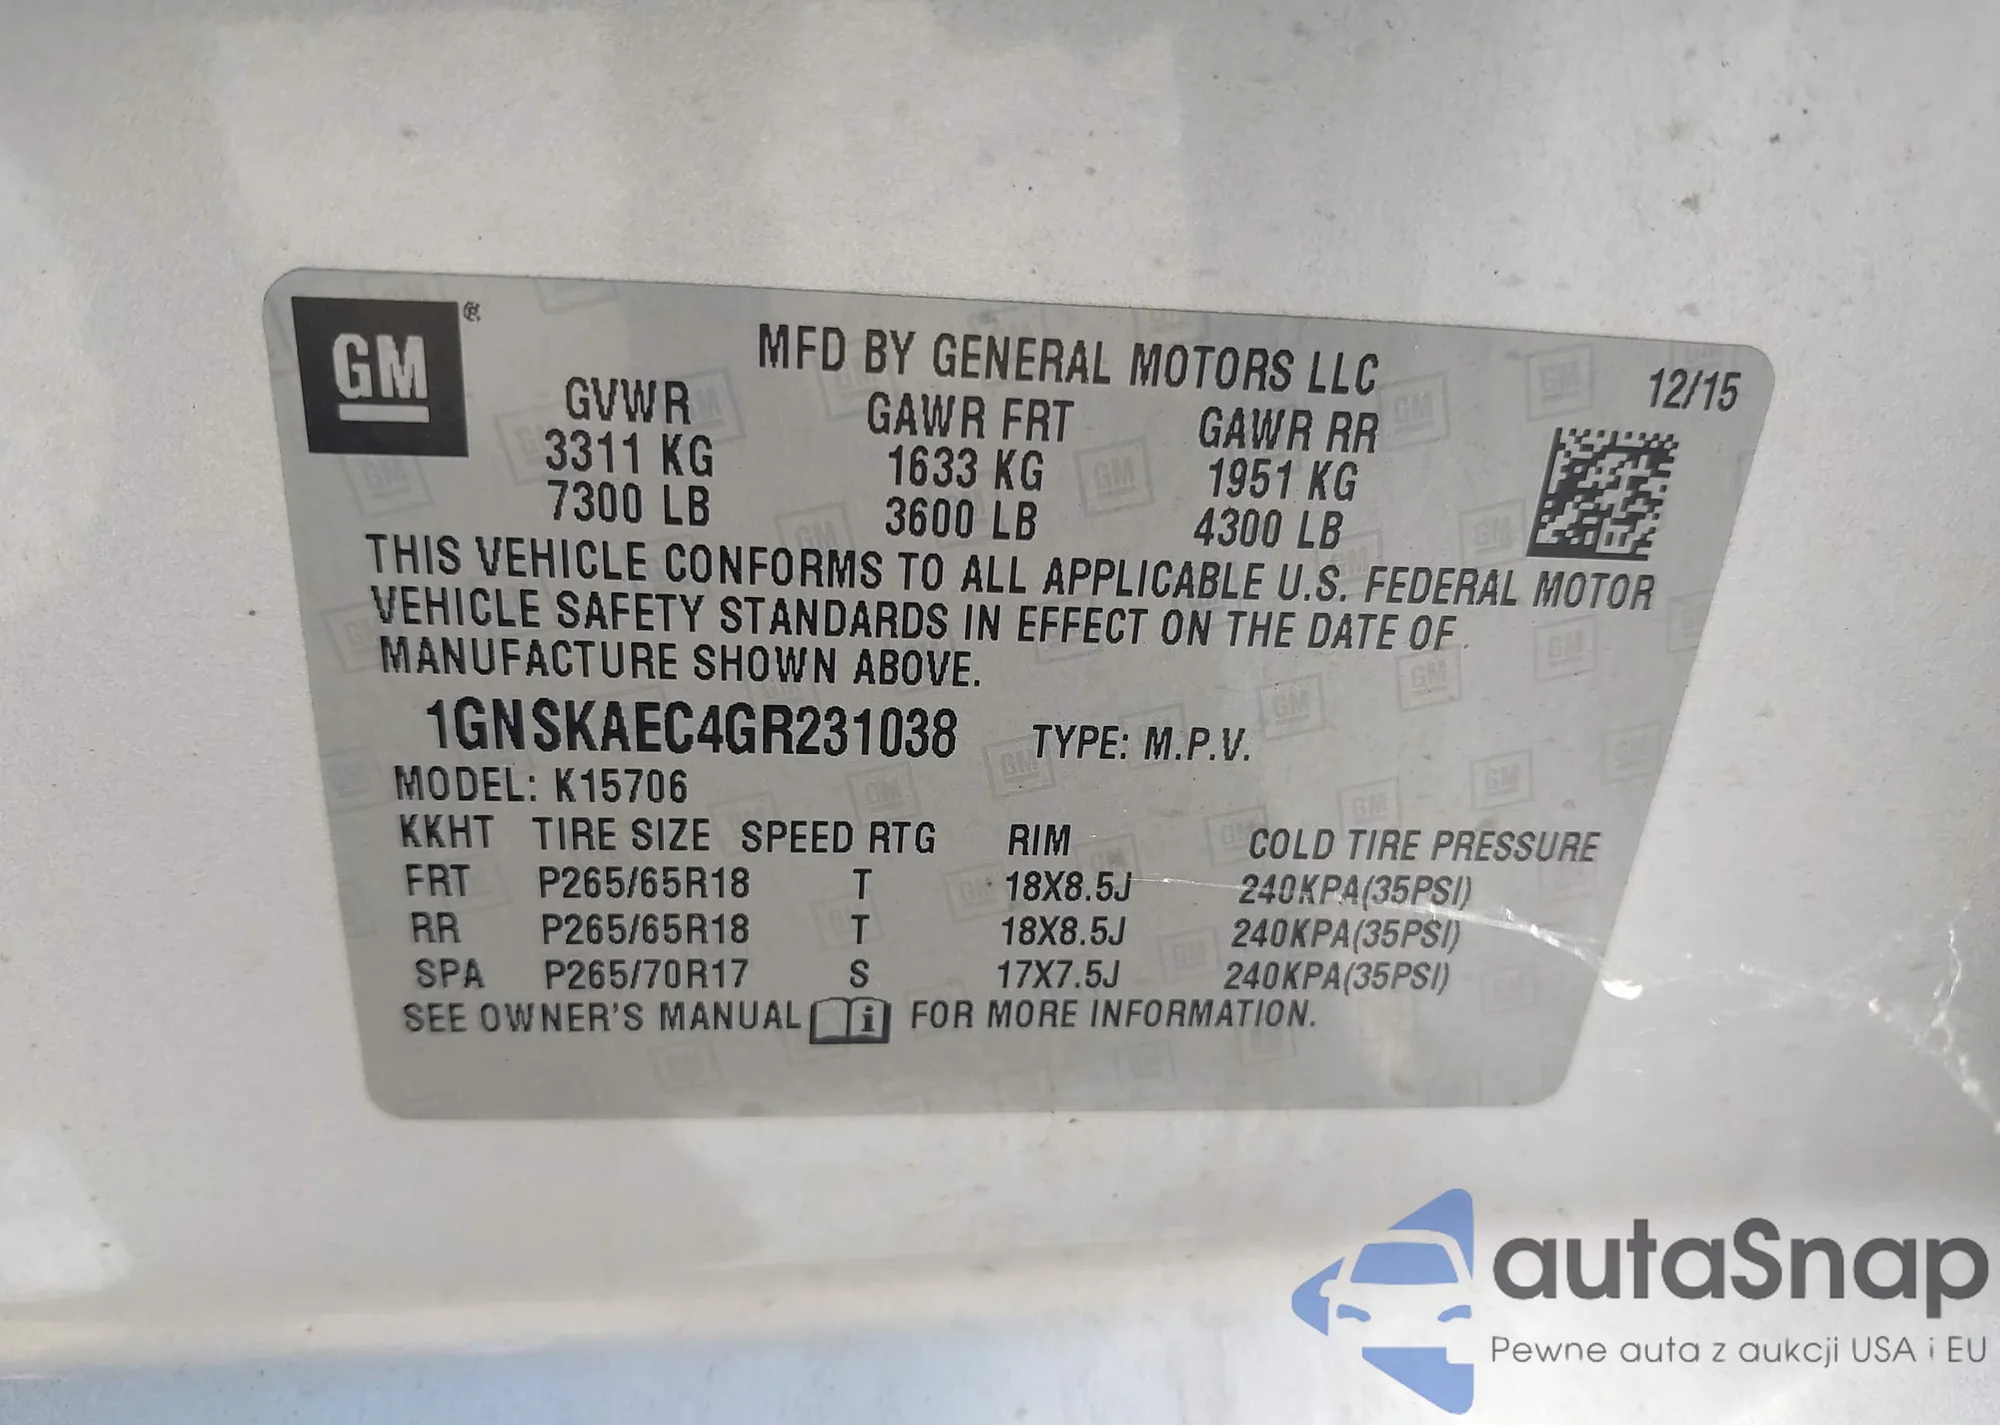 GM ®
MFD BY GENERAL MOTORS LLC
12/15
GVWR GAWR FRT GAWR RR
3311 KG 1633 KG 1951 KG
7300 LB 3600 LB 4300 LB
THIS VEHICLE CONFORMS TO ALL APPLICABLE U.S. FEDERAL MOTOR
VEHICLE SAFETY STANDARDS IN EFFECT ON THE DATE OF
MANUFACTURE SHOWN ABOVE.
1GNSKAEC4GR231038 TYPE: M.P.V.
MODEL: K15706
KKHT TIRE SIZE SPEED RTG RIM COLD TIRE PRESSURE
FRT P265/65R18 T 18X8.5J 240KPA(35PSI)
RR P265/65R18 T 18X8.5J 240KPA(35PSI)
SPA P265/70R17 S 17X7.5J 240KPA(35PSI)
SEE OWNER'S MANUAL i FOR MORE INFORMATION.
autaSnap
Pewne auta z aukcji USA i EU